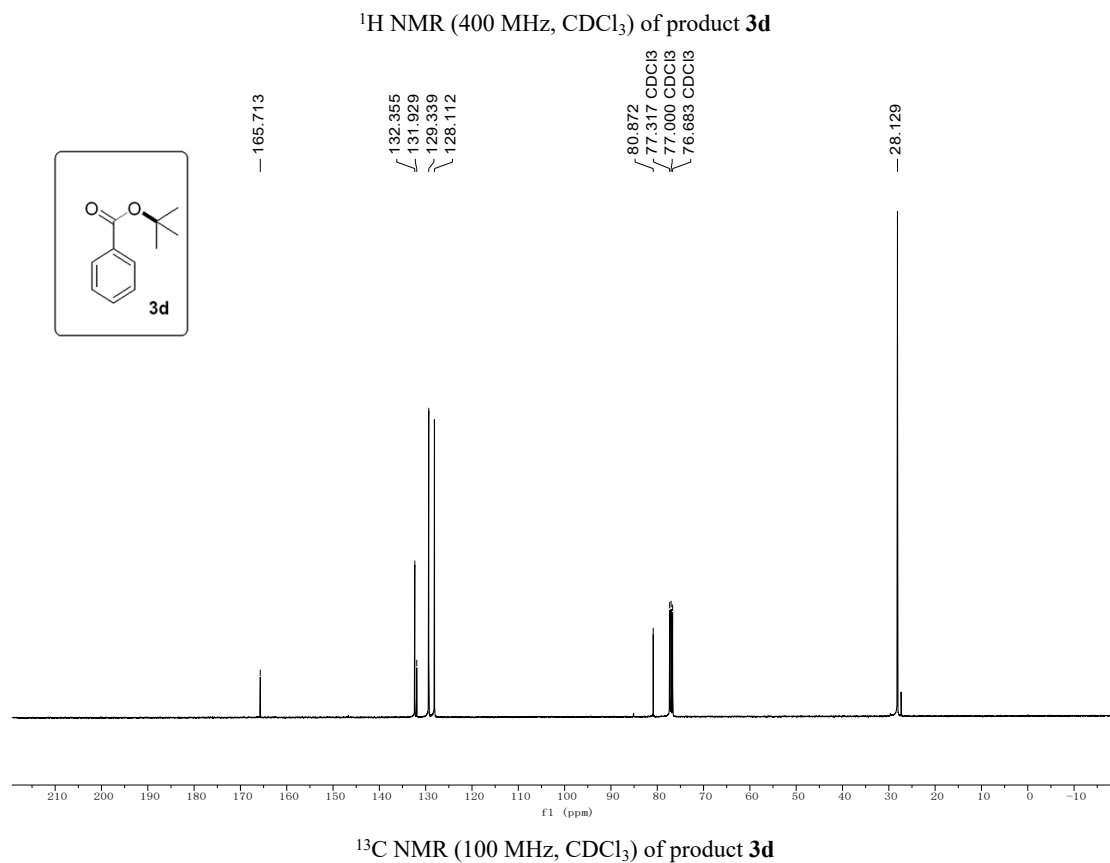 ¹H NMR (400 MHz, CDCl₃) of product 3d
165.713
132.355
131.929
129.339
128.112
80.872
77.317 CDCl3
77.000 CDCl3
76.683 CDCl3
28.129
O
O
3d
210 200 190 180 170 160 150 140 130 120 110 100 90 80 70 60 50 40 30 20 10 0 -10
f1 (ppm)
¹³C NMR (100 MHz, CDCl₃) of product 3d